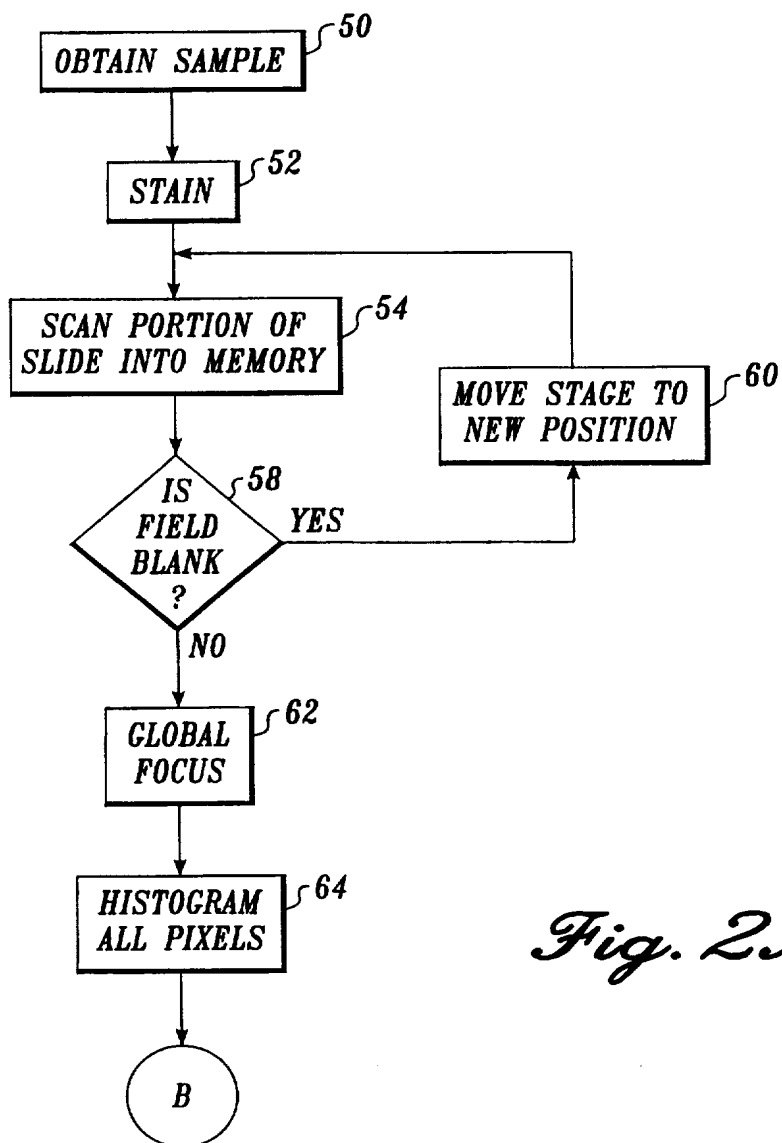 50
OBTAIN SAMPLE
52
STAIN
54
SCAN PORTION OF
SLIDE INTO MEMORY
60
MOVE STAGE TO
NEW POSITION
58
IS
FIELD
BLANK
?
YES
NO
62
GLOBAL
FOCUS
64
HISTOGRAM
ALL PIXELS
Fig. 2
B